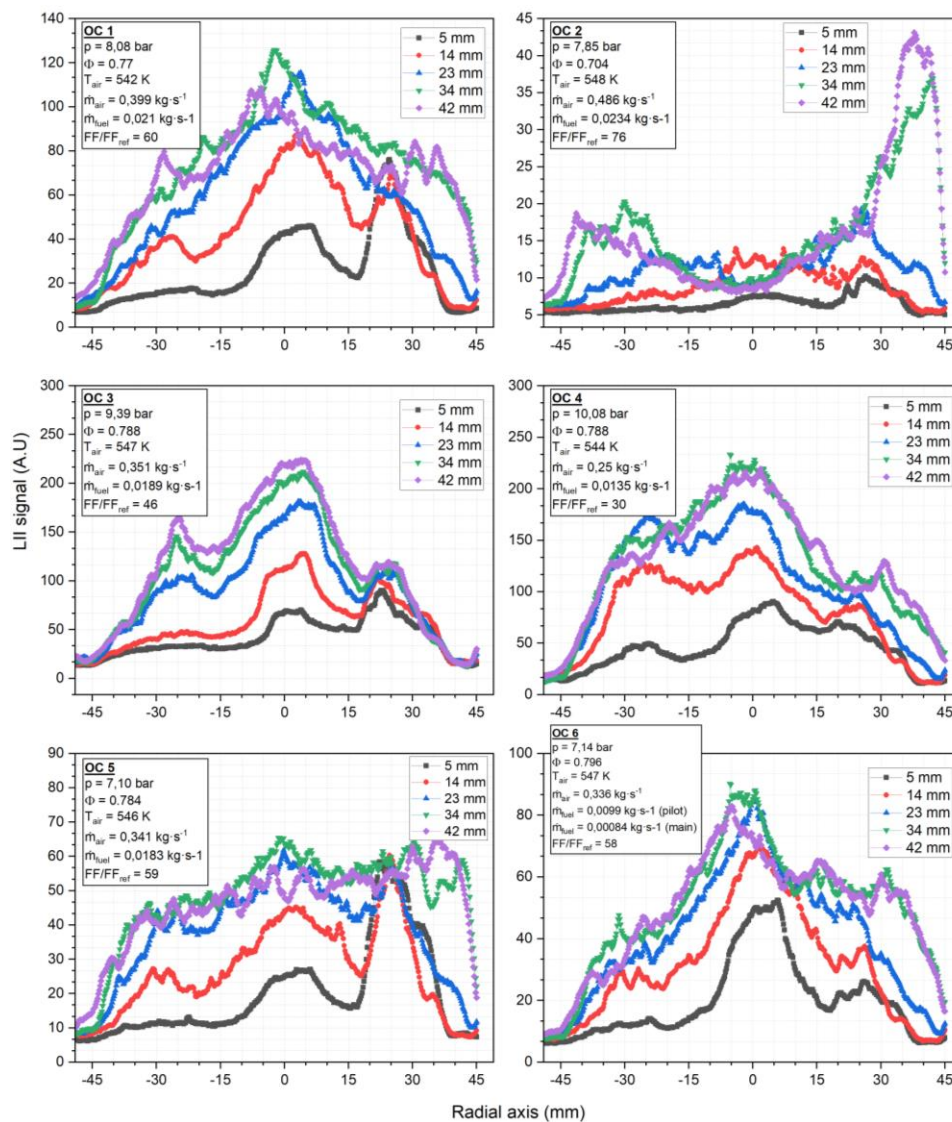 LII signal (A.U)
OC 1
p = 8,08 bar
Φ = 0.77
T_air = 542 K
ṁ_air = 0,399 kg·s⁻¹
ṁ_fuel = 0,021 kg·s-1
FF/FF_ref = 60
5 mm
14 mm
23 mm
34 mm
42 mm
140
120
100
80
60
40
20
0
-45 -30 -15 0 15 30 45
OC 2
p = 7,85 bar
Φ = 0.704
T_air = 548 K
ṁ_air = 0,486 kg·s⁻¹
ṁ_fuel = 0,0234 kg·s-1
FF/FF_ref = 76
5 mm
14 mm
23 mm
34 mm
42 mm
45
40
35
30
25
20
15
10
5
-45 -30 -15 0 15 30 45
OC 3
p = 9,39 bar
Φ = 0.788
T_air = 547 K
ṁ_air = 0,351 kg·s⁻¹
ṁ_fuel = 0,0189 kg·s-1
FF/FF_ref = 46
5 mm
14 mm
23 mm
34 mm
42 mm
300
250
200
150
100
50
0
-45 -30 -15 0 15 30 45
OC 4
p = 10,08 bar
Φ = 0.788
T_air = 544 K
ṁ_air = 0,25 kg·s⁻¹
ṁ_fuel = 0,0135 kg·s-1
FF/FF_ref = 30
5 mm
14 mm
23 mm
34 mm
42 mm
300
250
200
150
100
50
0
-45 -30 -15 0 15 30 45
OC 5
p = 7,10 bar
Φ = 0.784
T_air = 546 K
ṁ_air = 0,341 kg·s⁻¹
ṁ_fuel = 0,0183 kg·s-1
FF/FF_ref = 59
5 mm
14 mm
23 mm
34 mm
42 mm
90
80
70
60
50
40
30
20
10
0
-45 -30 -15 0 15 30 45
OC 6
p = 7,14 bar
Φ = 0.796
T_air = 547 K
ṁ_air = 0,336 kg·s⁻¹
ṁ_fuel = 0,0099 kg·s-1 (pilot)
ṁ_fuel = 0,00084 kg·s-1 (main)
FF/FF_ref = 58
5 mm
14 mm
23 mm
34 mm
42 mm
100
80
60
40
20
0
-45 -30 -15 0 15 30 45
Radial axis (mm)